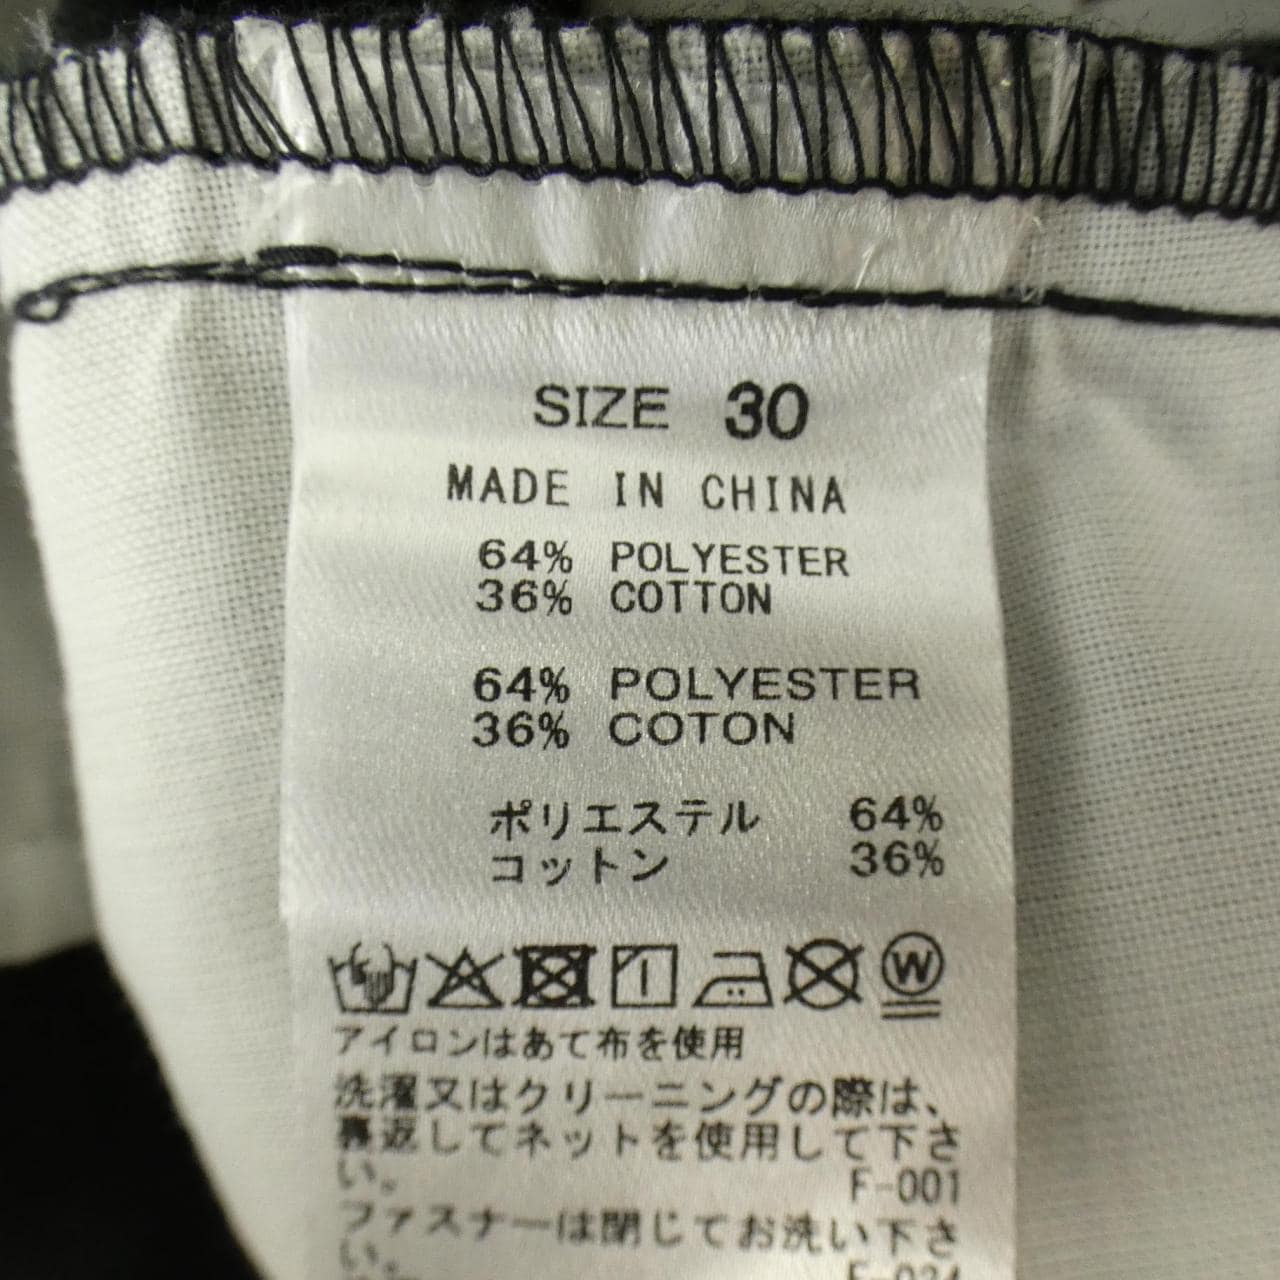 SIZE 30
MADE IN CHINA
64% POLYESTER
36% COTTON
64% POLYESTER
36% COTON
ポリエステル 64%
コットン 36%
W
アイロンはあて布を使用
洗濯又はクリーニングの際は、
裏返してネットを使用して下さ
い。 F-001
ファスナーは閉じてお洗い下さ
い。 F-024